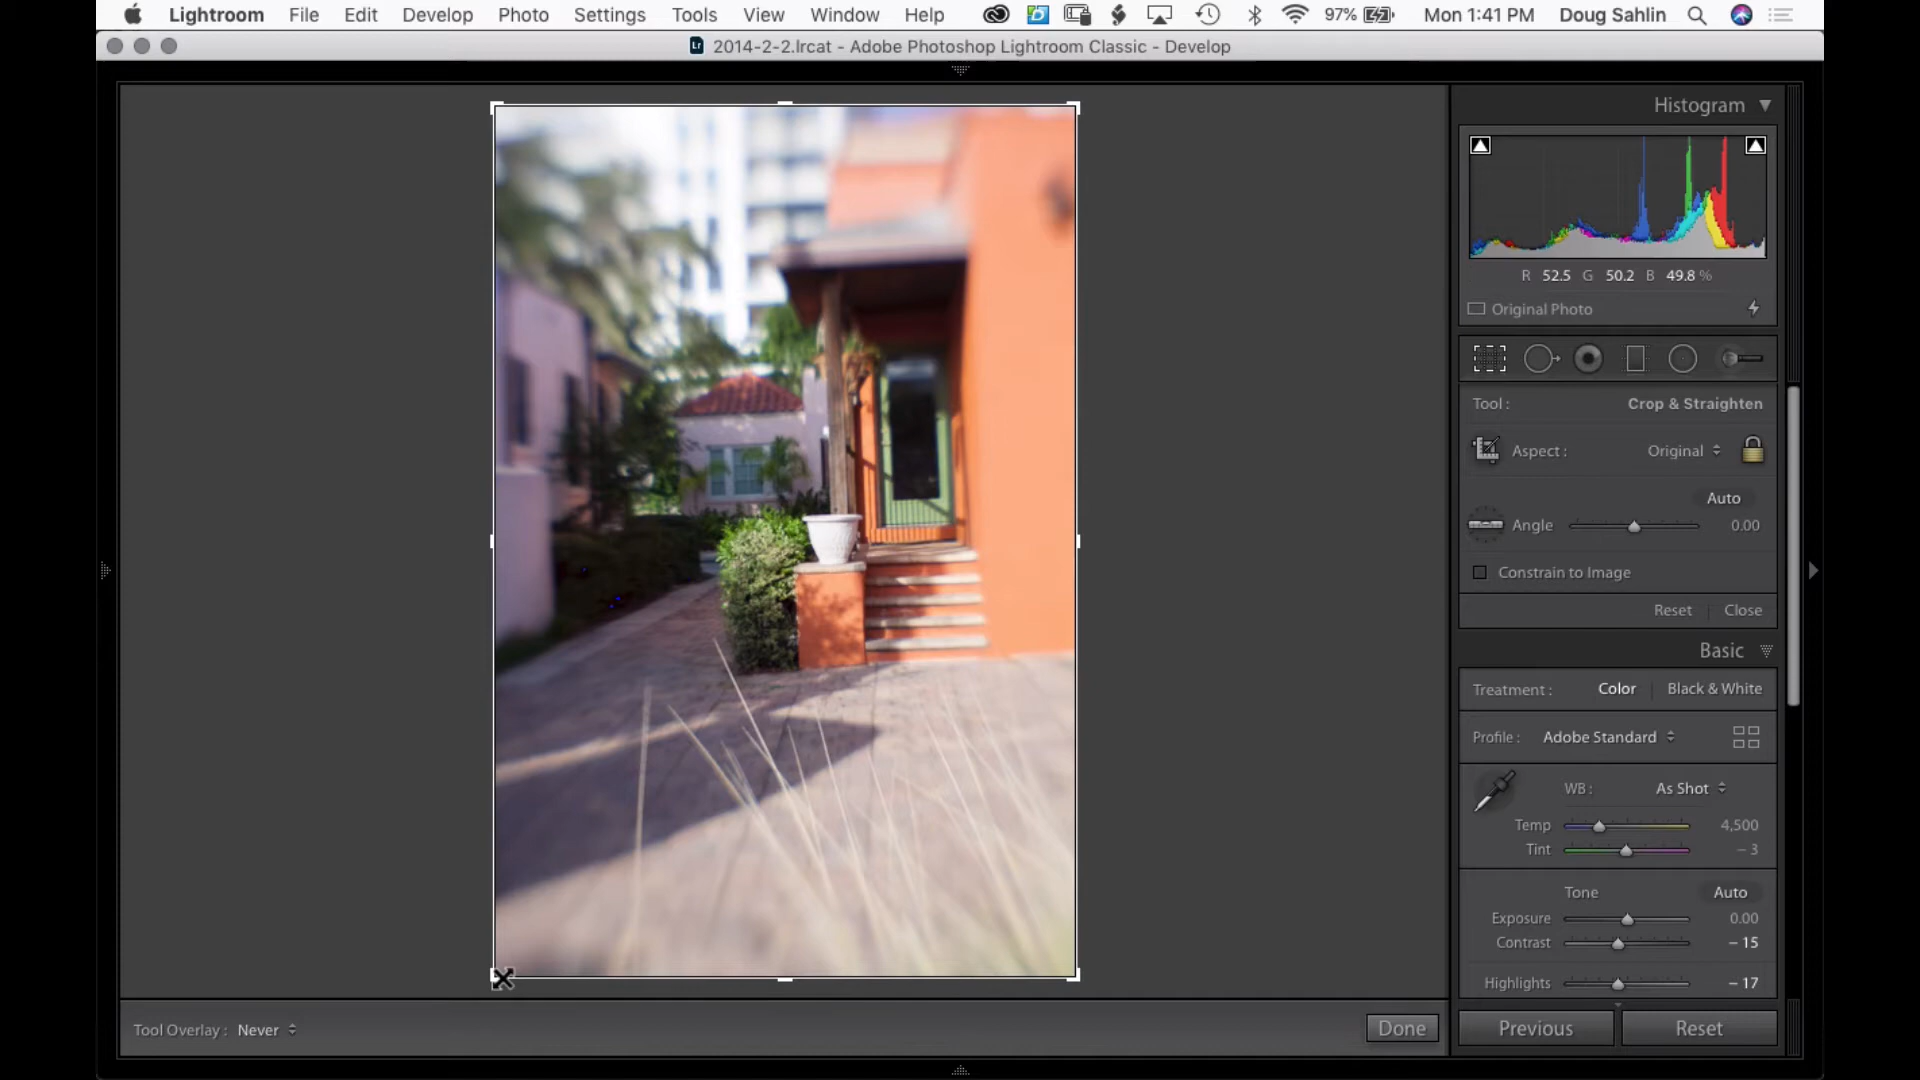 Lightroom File Edit Develop Photo Settings Tools View Window Help 97% Mon 1:41 PM Doug Sahlin
Lr 2014-2-2.lrcat - Adobe Photoshop Lightroom Classic - Develop
Histogram
R 52.5 G 50.2 B 49.8 %
Original Photo
Tool : Crop & Straighten
Aspect : Original
Auto
Angle 0.00
Constrain to Image
Reset Close
Basic
Treatment : Color Black & White
Profile : Adobe Standard
WB : As Shot
Temp 4,500
Tint - 3
Tone Auto
Exposure 0.00
Contrast - 15
Highlights - 17
Tool Overlay : Never Done Previous Reset